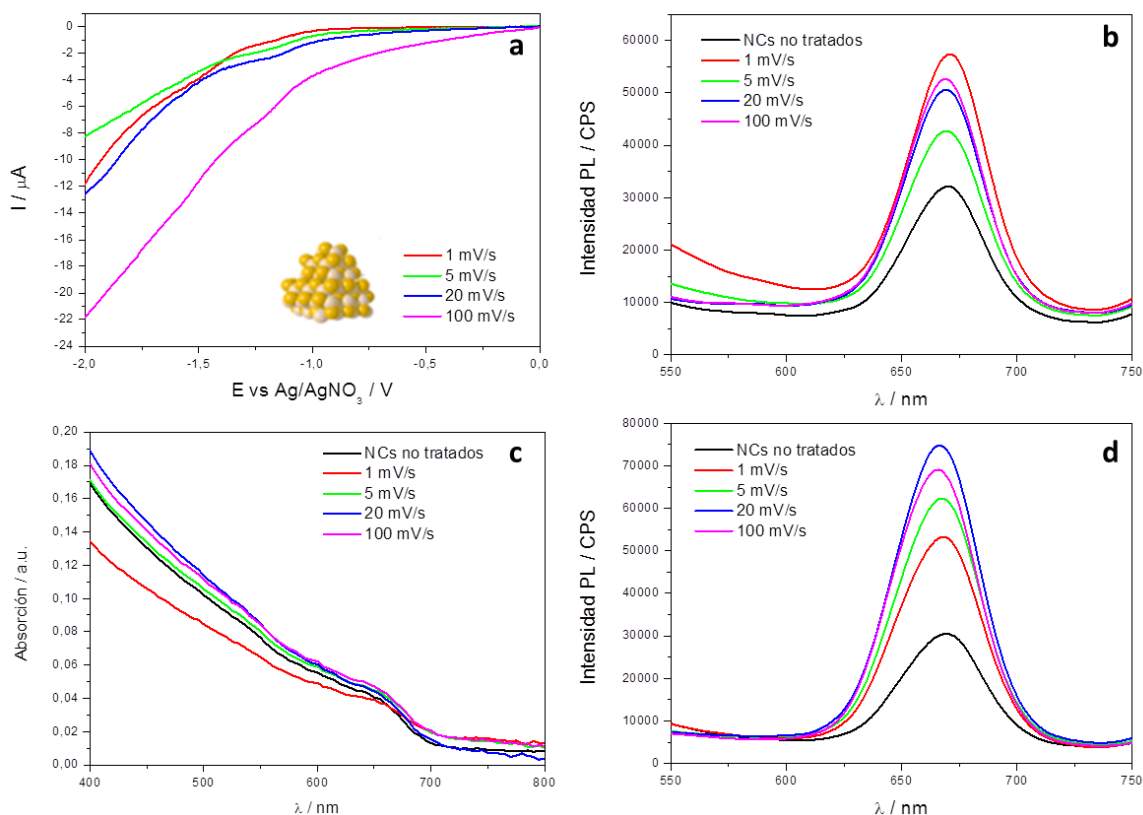 a
0
-2
-4
-6
-8
-10
-12
-14
-16
-18
-20
-22
-24
I / μA
-2,0
-1,5
-1,0
-0,5
0,0
E vs Ag/AgNO3 / V
1 mV/s
5 mV/s
20 mV/s
100 mV/s
b
60000
50000
40000
30000
20000
10000
0
Intensidad PL / CPS
550
600
650
700
750
λ / nm
NCs no tratados
1 mV/s
5 mV/s
20 mV/s
100 mV/s
c
0,20
0,18
0,16
0,14
0,12
0,10
0,08
0,06
0,04
0,02
0,00
Absorción / a.u.
400
500
600
700
800
λ / nm
NCs no tratados
1 mV/s
5 mV/s
20 mV/s
100 mV/s
d
80000
70000
60000
50000
40000
30000
20000
10000
0
Intensidad PL / CPS
550
600
650
700
750
λ / nm
NCs no tratados
1 mV/s
5 mV/s
20 mV/s
100 mV/s